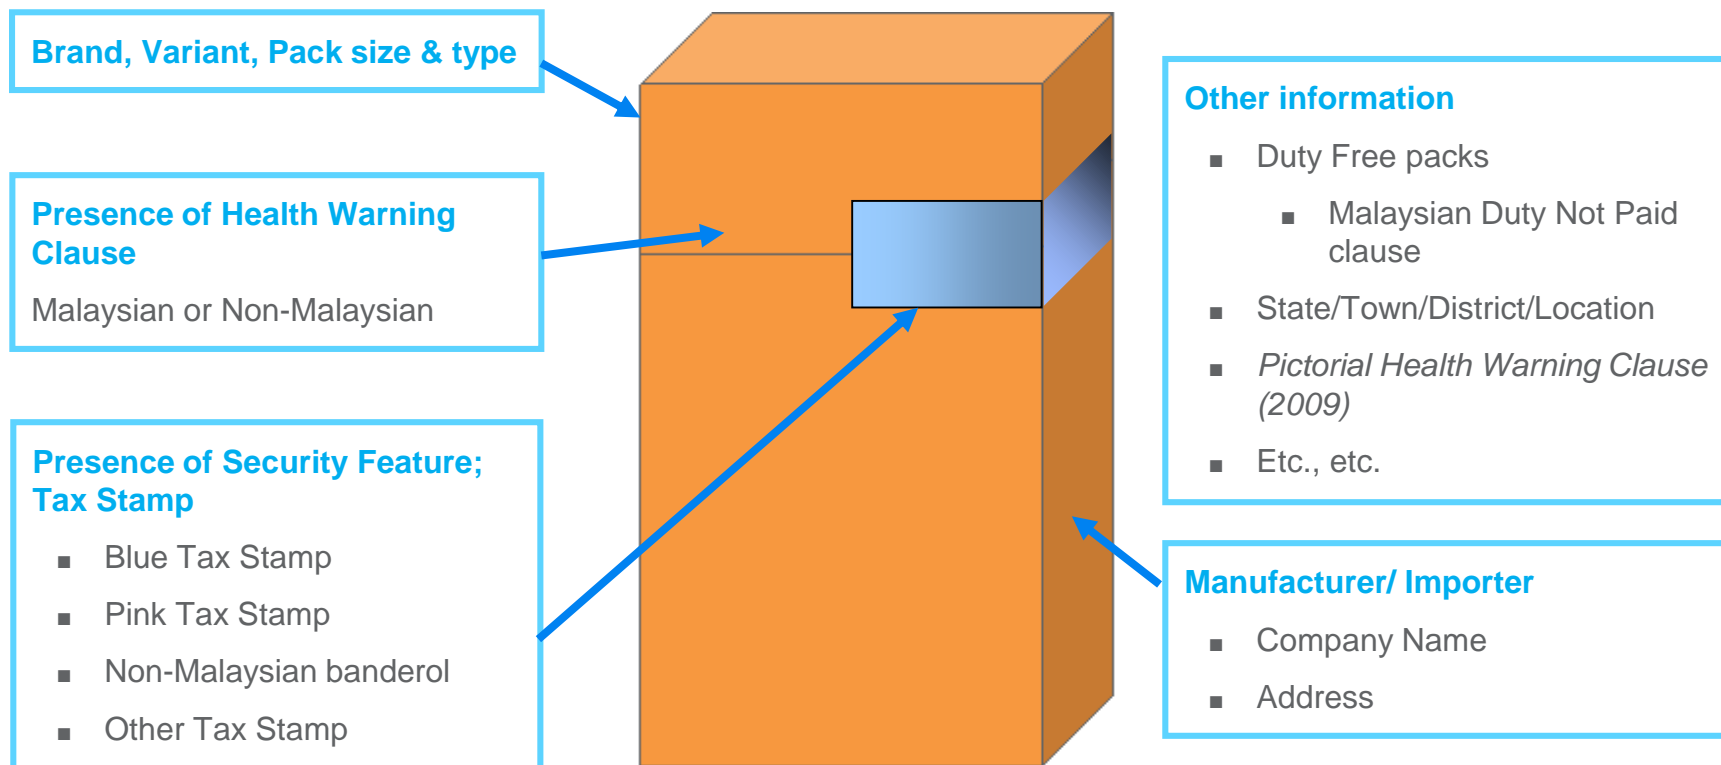 Brand, Variant, Pack size & type
Presence of Health Warning
Clause
Malaysian or Non-Malaysian
Presence of Security Feature;
Tax Stamp
■ Blue Tax Stamp
■ Pink Tax Stamp
■ Non-Malaysian banderol
■ Other Tax Stamp
Other information
■ Duty Free packs
■ Malaysian Duty Not Paid
clause
■ State/Town/District/Location
■ Pictorial Health Warning Clause
(2009)
■ Etc., etc.
Manufacturer/ Importer
■ Company Name
■ Address